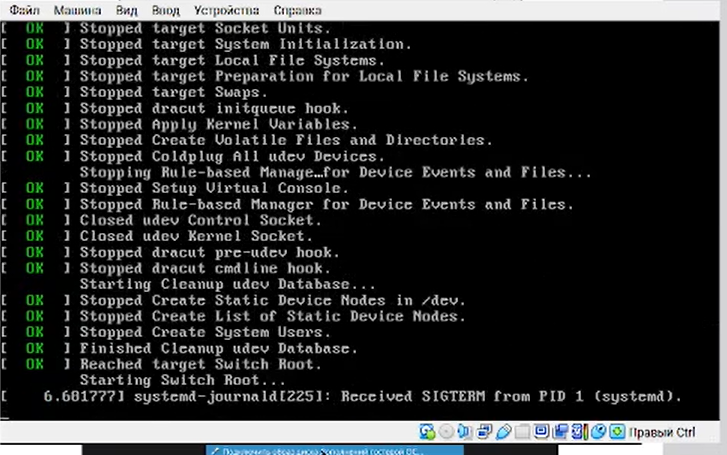 Файл Машина Вид Ввод Устройства Справка
[ OK ] Stopped target Socket Units.
[ OK ] Stopped target System Initialization.
[ OK ] Stopped target Local File Systems.
[ OK ] Stopped target Preparation for Local File Systems.
[ OK ] Stopped target Swaps.
[ OK ] Stopped dracut initqueue hook.
[ OK ] Stopped Apply Kernel Variables.
[ OK ] Stopped Create Volatile Files and Directories.
[ OK ] Stopped Coldplug All udev Devices.
Stopping Rule-based Manage…for Device Events and Files...
[ OK ] Stopped Setup Virtual Console.
[ OK ] Stopped Rule-based Manager for Device Events and Files.
[ OK ] Closed udev Control Socket.
[ OK ] Closed udev Kernel Socket.
[ OK ] Stopped dracut pre-udev hook.
[ OK ] Stopped dracut cmdline hook.
Starting Cleanup udev Database...
[ OK ] Stopped Create Static Device Nodes in /dev.
[ OK ] Stopped Create List of Static Device Nodes.
[ OK ] Stopped Create System Users.
[ OK ] Finished Cleanup udev Database.
[ OK ] Reached target Switch Root.
Starting Switch Root...
[ 6.681777] systemd-journald[225]: Received SIGTERM from PID 1 (systemd).
Правый Ctrl
Подключить образ диска Дополнений гостевой ОС...